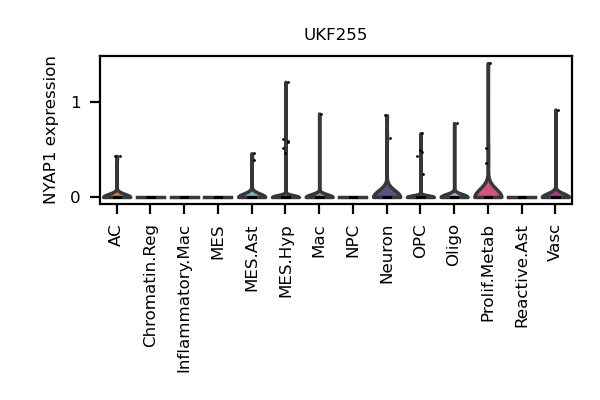 UKF255
NYAP1 expression
1
0
AC
Chromatin.Reg
Inflammatory.Mac
MES
MES.Ast
MES.Hyp
Mac
NPC
Neuron
OPC
Oligo
Prolif.Metab
Reactive.Ast
Vasc